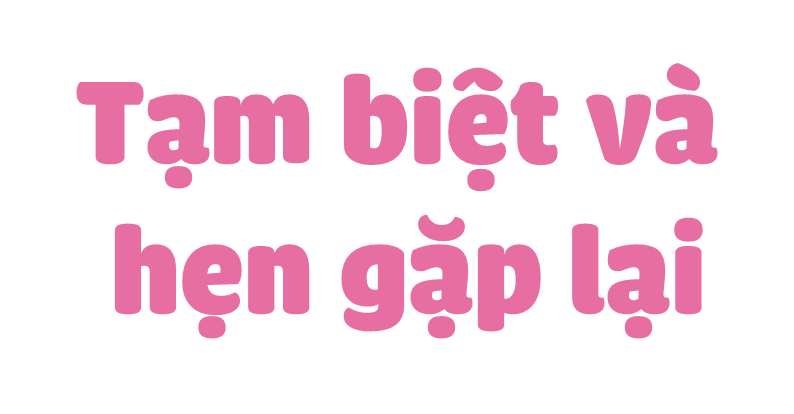 Tạm biệt và
hẹn gặp lại